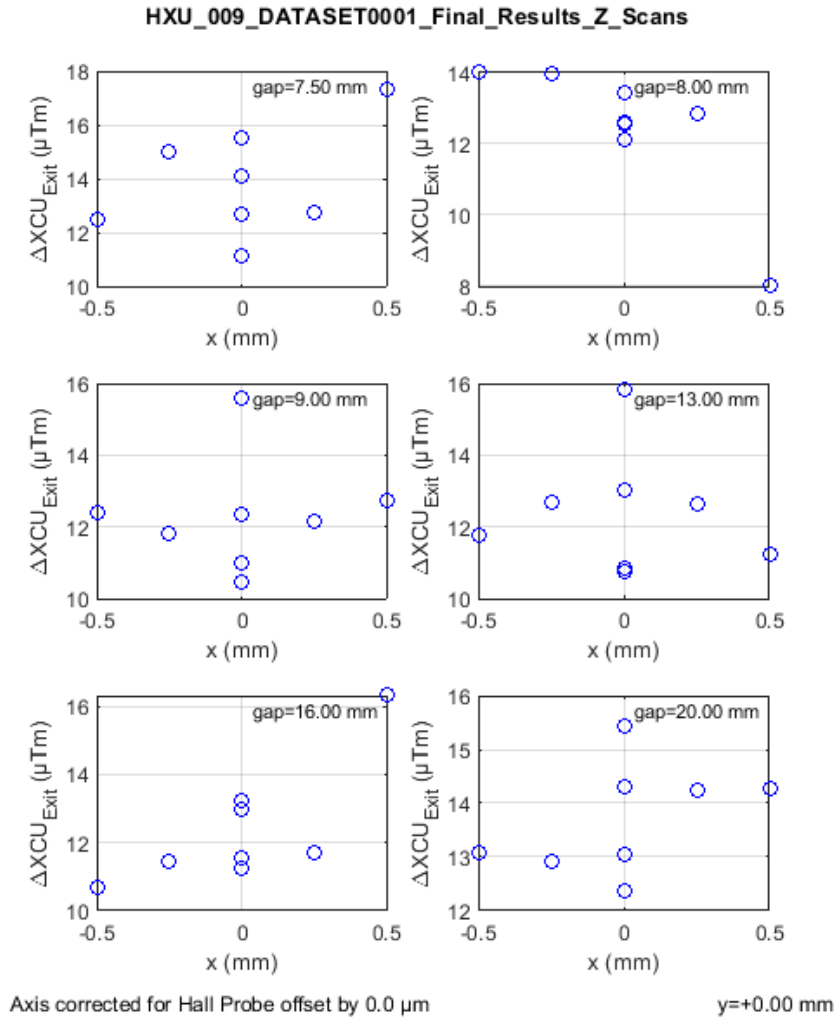 HXU_009_DATASET0001_Final_Results_Z_Scans
18
16
14
12
10
ΔXCU_Exit (µTm)
gap=7.50 mm
-0.5
0
0.5
x (mm)
14
12
10
8
ΔXCU_Exit (µTm)
gap=8.00 mm
-0.5
0
0.5
x (mm)
16
14
12
10
ΔXCU_Exit (µTm)
gap=9.00 mm
-0.5
0
0.5
x (mm)
16
14
12
10
ΔXCU_Exit (µTm)
gap=13.00 mm
-0.5
0
0.5
x (mm)
16
14
12
10
ΔXCU_Exit (µTm)
gap=16.00 mm
-0.5
0
0.5
x (mm)
16
15
14
13
12
ΔXCU_Exit (µTm)
gap=20.00 mm
-0.5
0
0.5
x (mm)
Axis corrected for Hall Probe offset by 0.0 µm
y=+0.00 mm